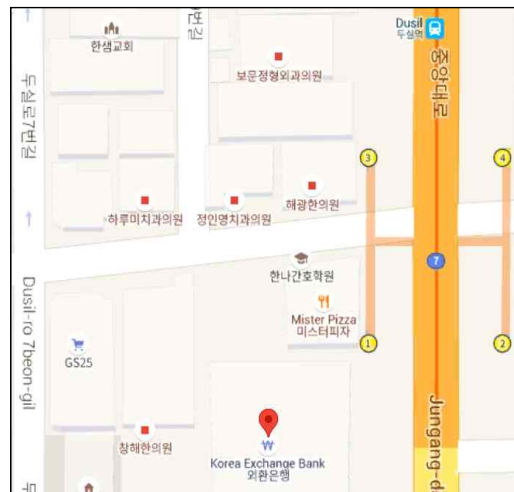 한샘교회
번길
Dusil
두실역
보문정형외과의원
중앙대로
두실로7번길
3
4
하루미치과의원
정인영치과의원
해광한의원
한나간호학원
7
Dusil-ro 7beon-gil
Mister Pizza
미스터피자
GS25
1
2
창해한의원
Korea Exchange Bank
외환은행
Jungang-d
두